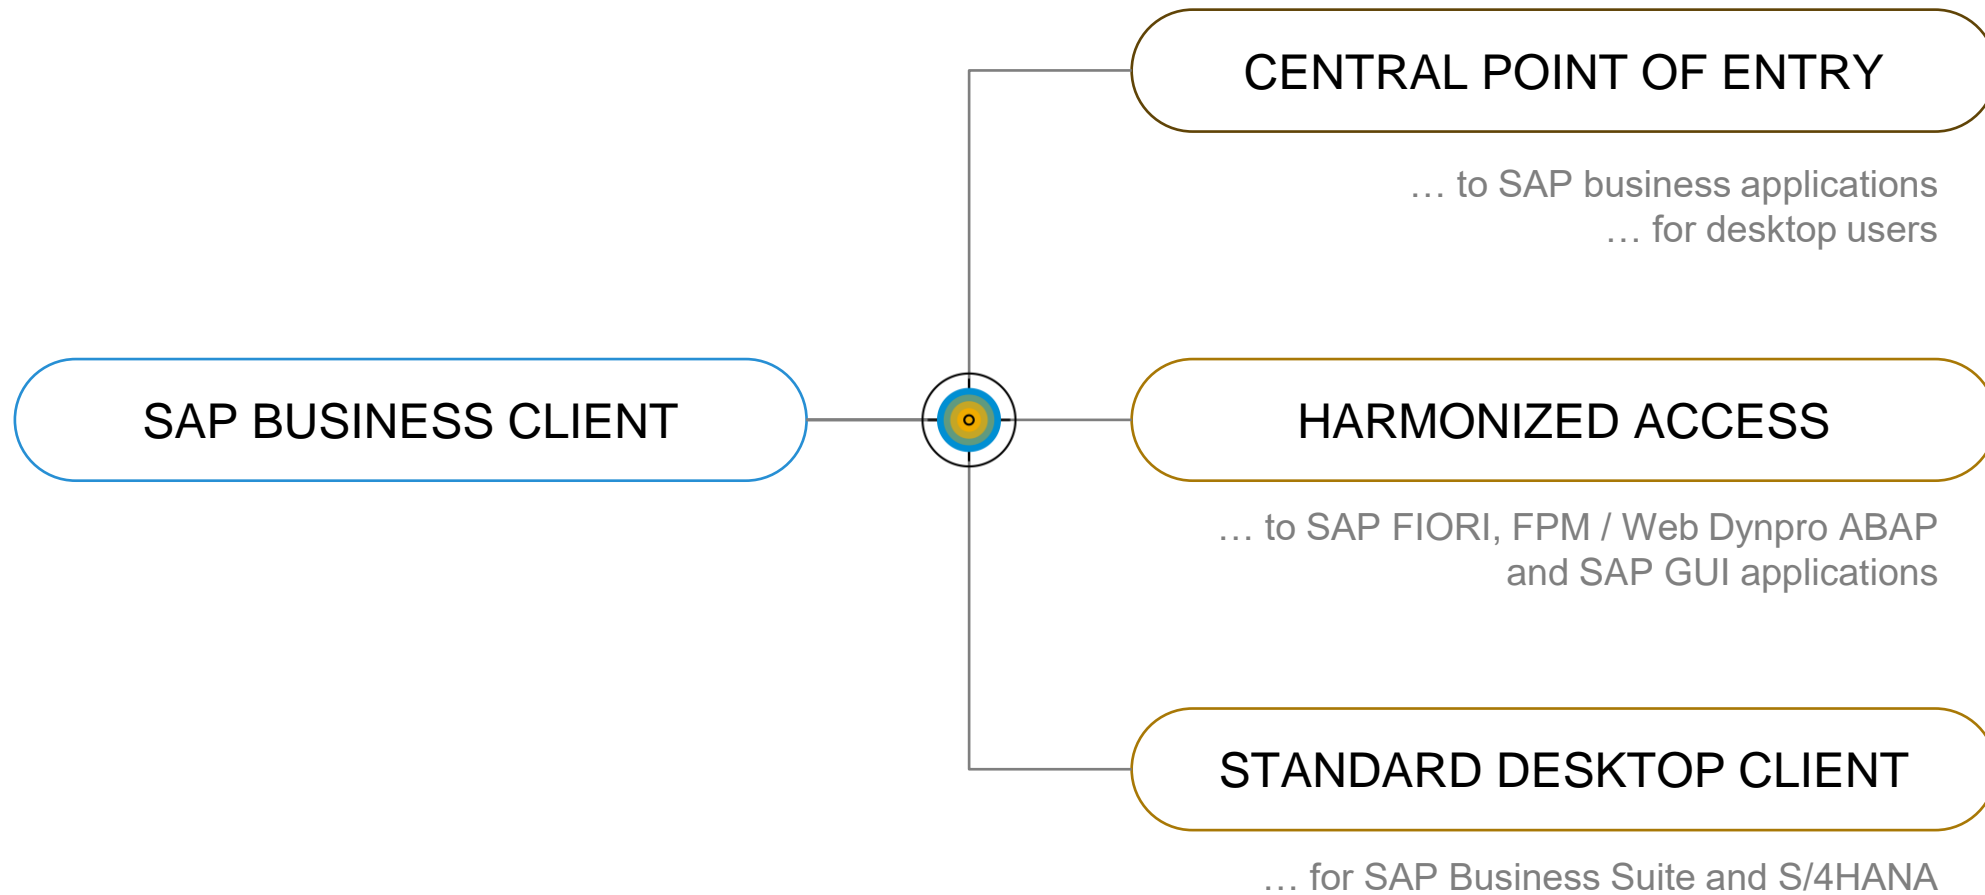 CENTRAL POINT OF ENTRY
… to SAP business applications
… for desktop users
SAP BUSINESS CLIENT
HARMONIZED ACCESS
… to SAP FIORI, FPM / Web Dynpro ABAP
and SAP GUI applications
STANDARD DESKTOP CLIENT
… for SAP Business Suite and S/4HANA